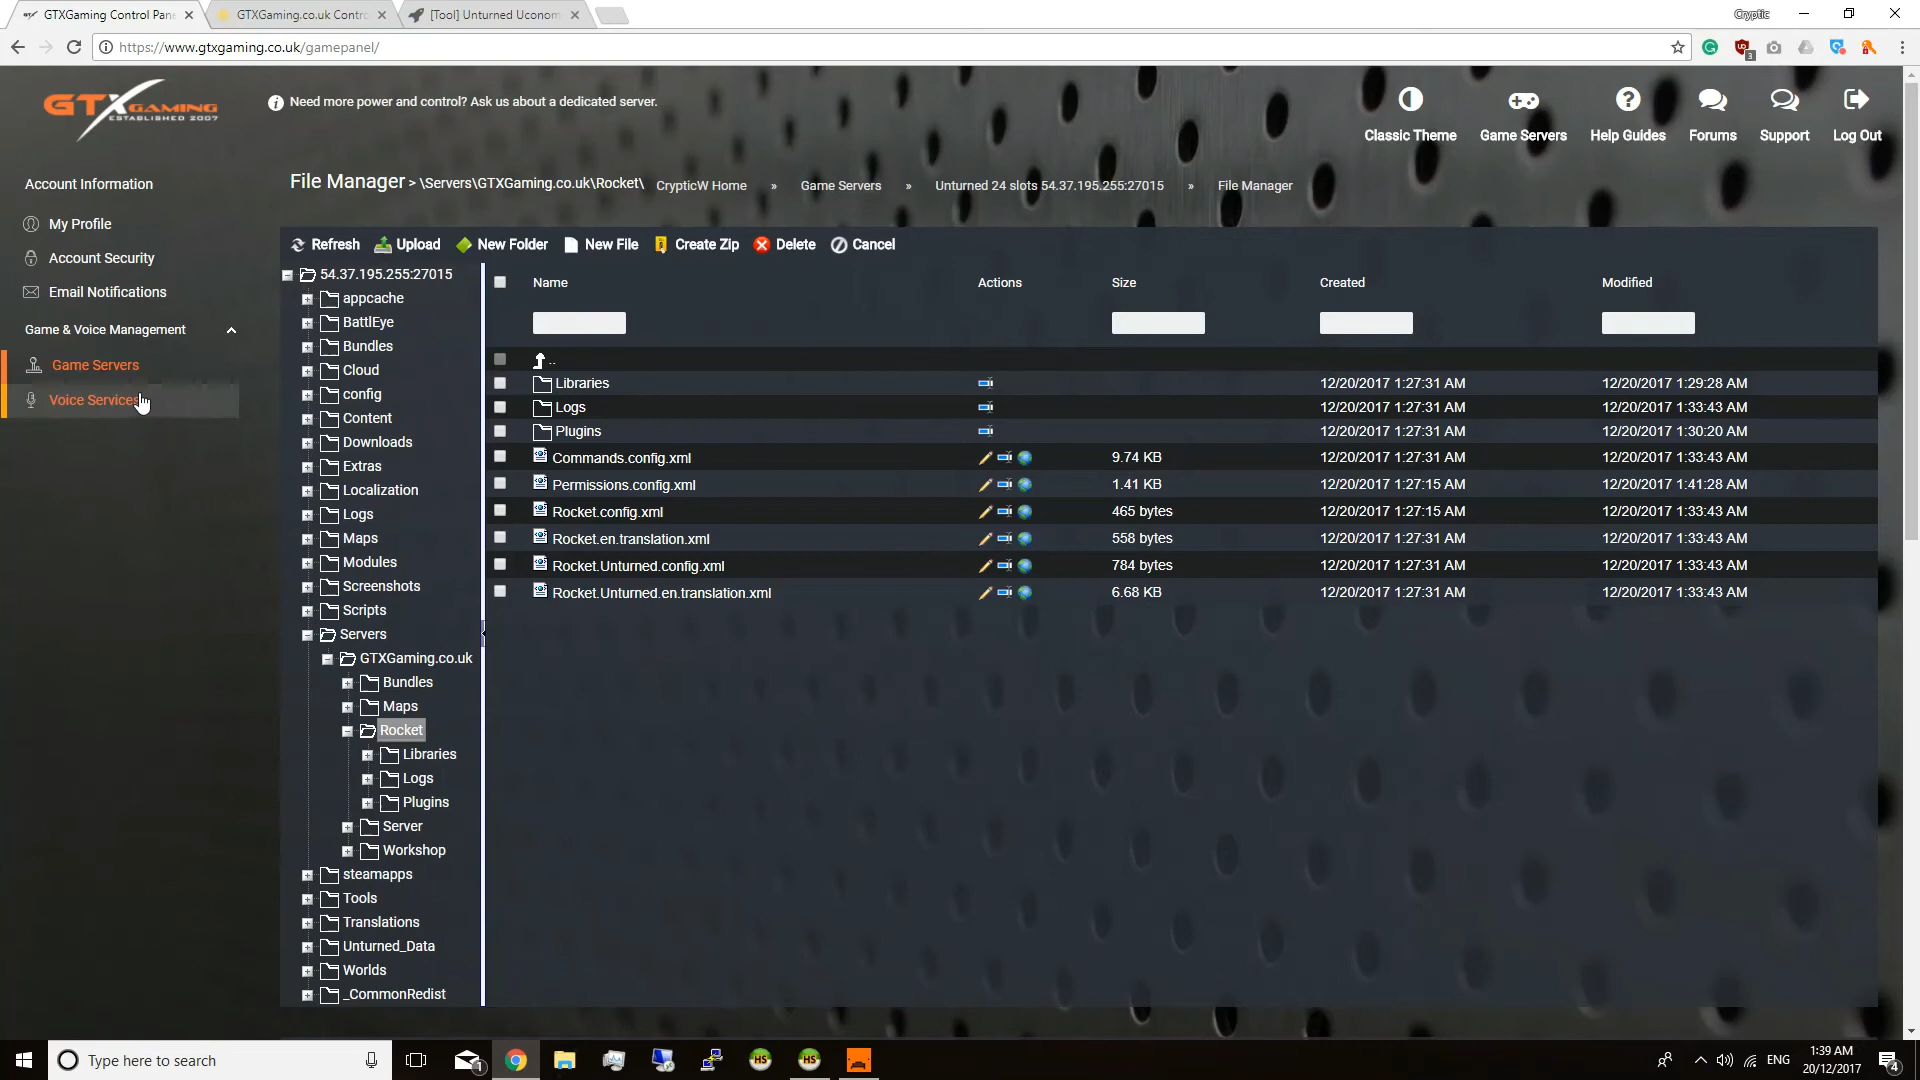 GTXGaming Control Pane
GTXGaming.co.uk Contro
[Tool] Unturned Uconom
Cryptic
https://www.gtxgaming.co.uk/gamepanel/
3
GTXGAMING
ESTABLISHED 2007
Need more power and control? Ask us about a dedicated server.
Classic Theme
Game Servers
Help Guides
Forums
Support
Log Out
File Manager > \Servers\GTXGaming.co.uk\Rocket\
CrypticW Home » Game Servers » Unturned 24 slots 54.37.195.255:27015 » File Manager
Account Information
My Profile
Account Security
Email Notifications
Game & Voice Management
Game Servers
Voice Services
Refresh Upload New Folder New File Create Zip Delete Cancel
54.37.195.255:27015
appcache
BattlEye
Bundles
Cloud
config
Content
Downloads
Extras
Localization
Logs
Maps
Modules
Screenshots
Scripts
Servers
GTXGaming.co.uk
Bundles
Maps
Rocket
Libraries
Logs
Plugins
Server
Workshop
steamapps
Tools
Translations
Unturned_Data
Worlds
_CommonRedist
Name Actions Size Created Modified
..
Libraries 12/20/2017 1:27:31 AM 12/20/2017 1:29:28 AM
Logs 12/20/2017 1:27:31 AM 12/20/2017 1:33:43 AM
Plugins 12/20/2017 1:27:31 AM 12/20/2017 1:30:20 AM
Commands.config.xml 9.74 KB 12/20/2017 1:27:31 AM 12/20/2017 1:33:43 AM
Permissions.config.xml 1.41 KB 12/20/2017 1:27:15 AM 12/20/2017 1:41:28 AM
Rocket.config.xml 465 bytes 12/20/2017 1:27:15 AM 12/20/2017 1:33:43 AM
Rocket.en.translation.xml 558 bytes 12/20/2017 1:27:31 AM 12/20/2017 1:33:43 AM
Rocket.Unturned.config.xml 784 bytes 12/20/2017 1:27:31 AM 12/20/2017 1:33:43 AM
Rocket.Unturned.en.translation.xml 6.68 KB 12/20/2017 1:27:31 AM 12/20/2017 1:33:43 AM
Type here to search
1
HS
HS
ENG
1:39 AM
20/12/2017
4